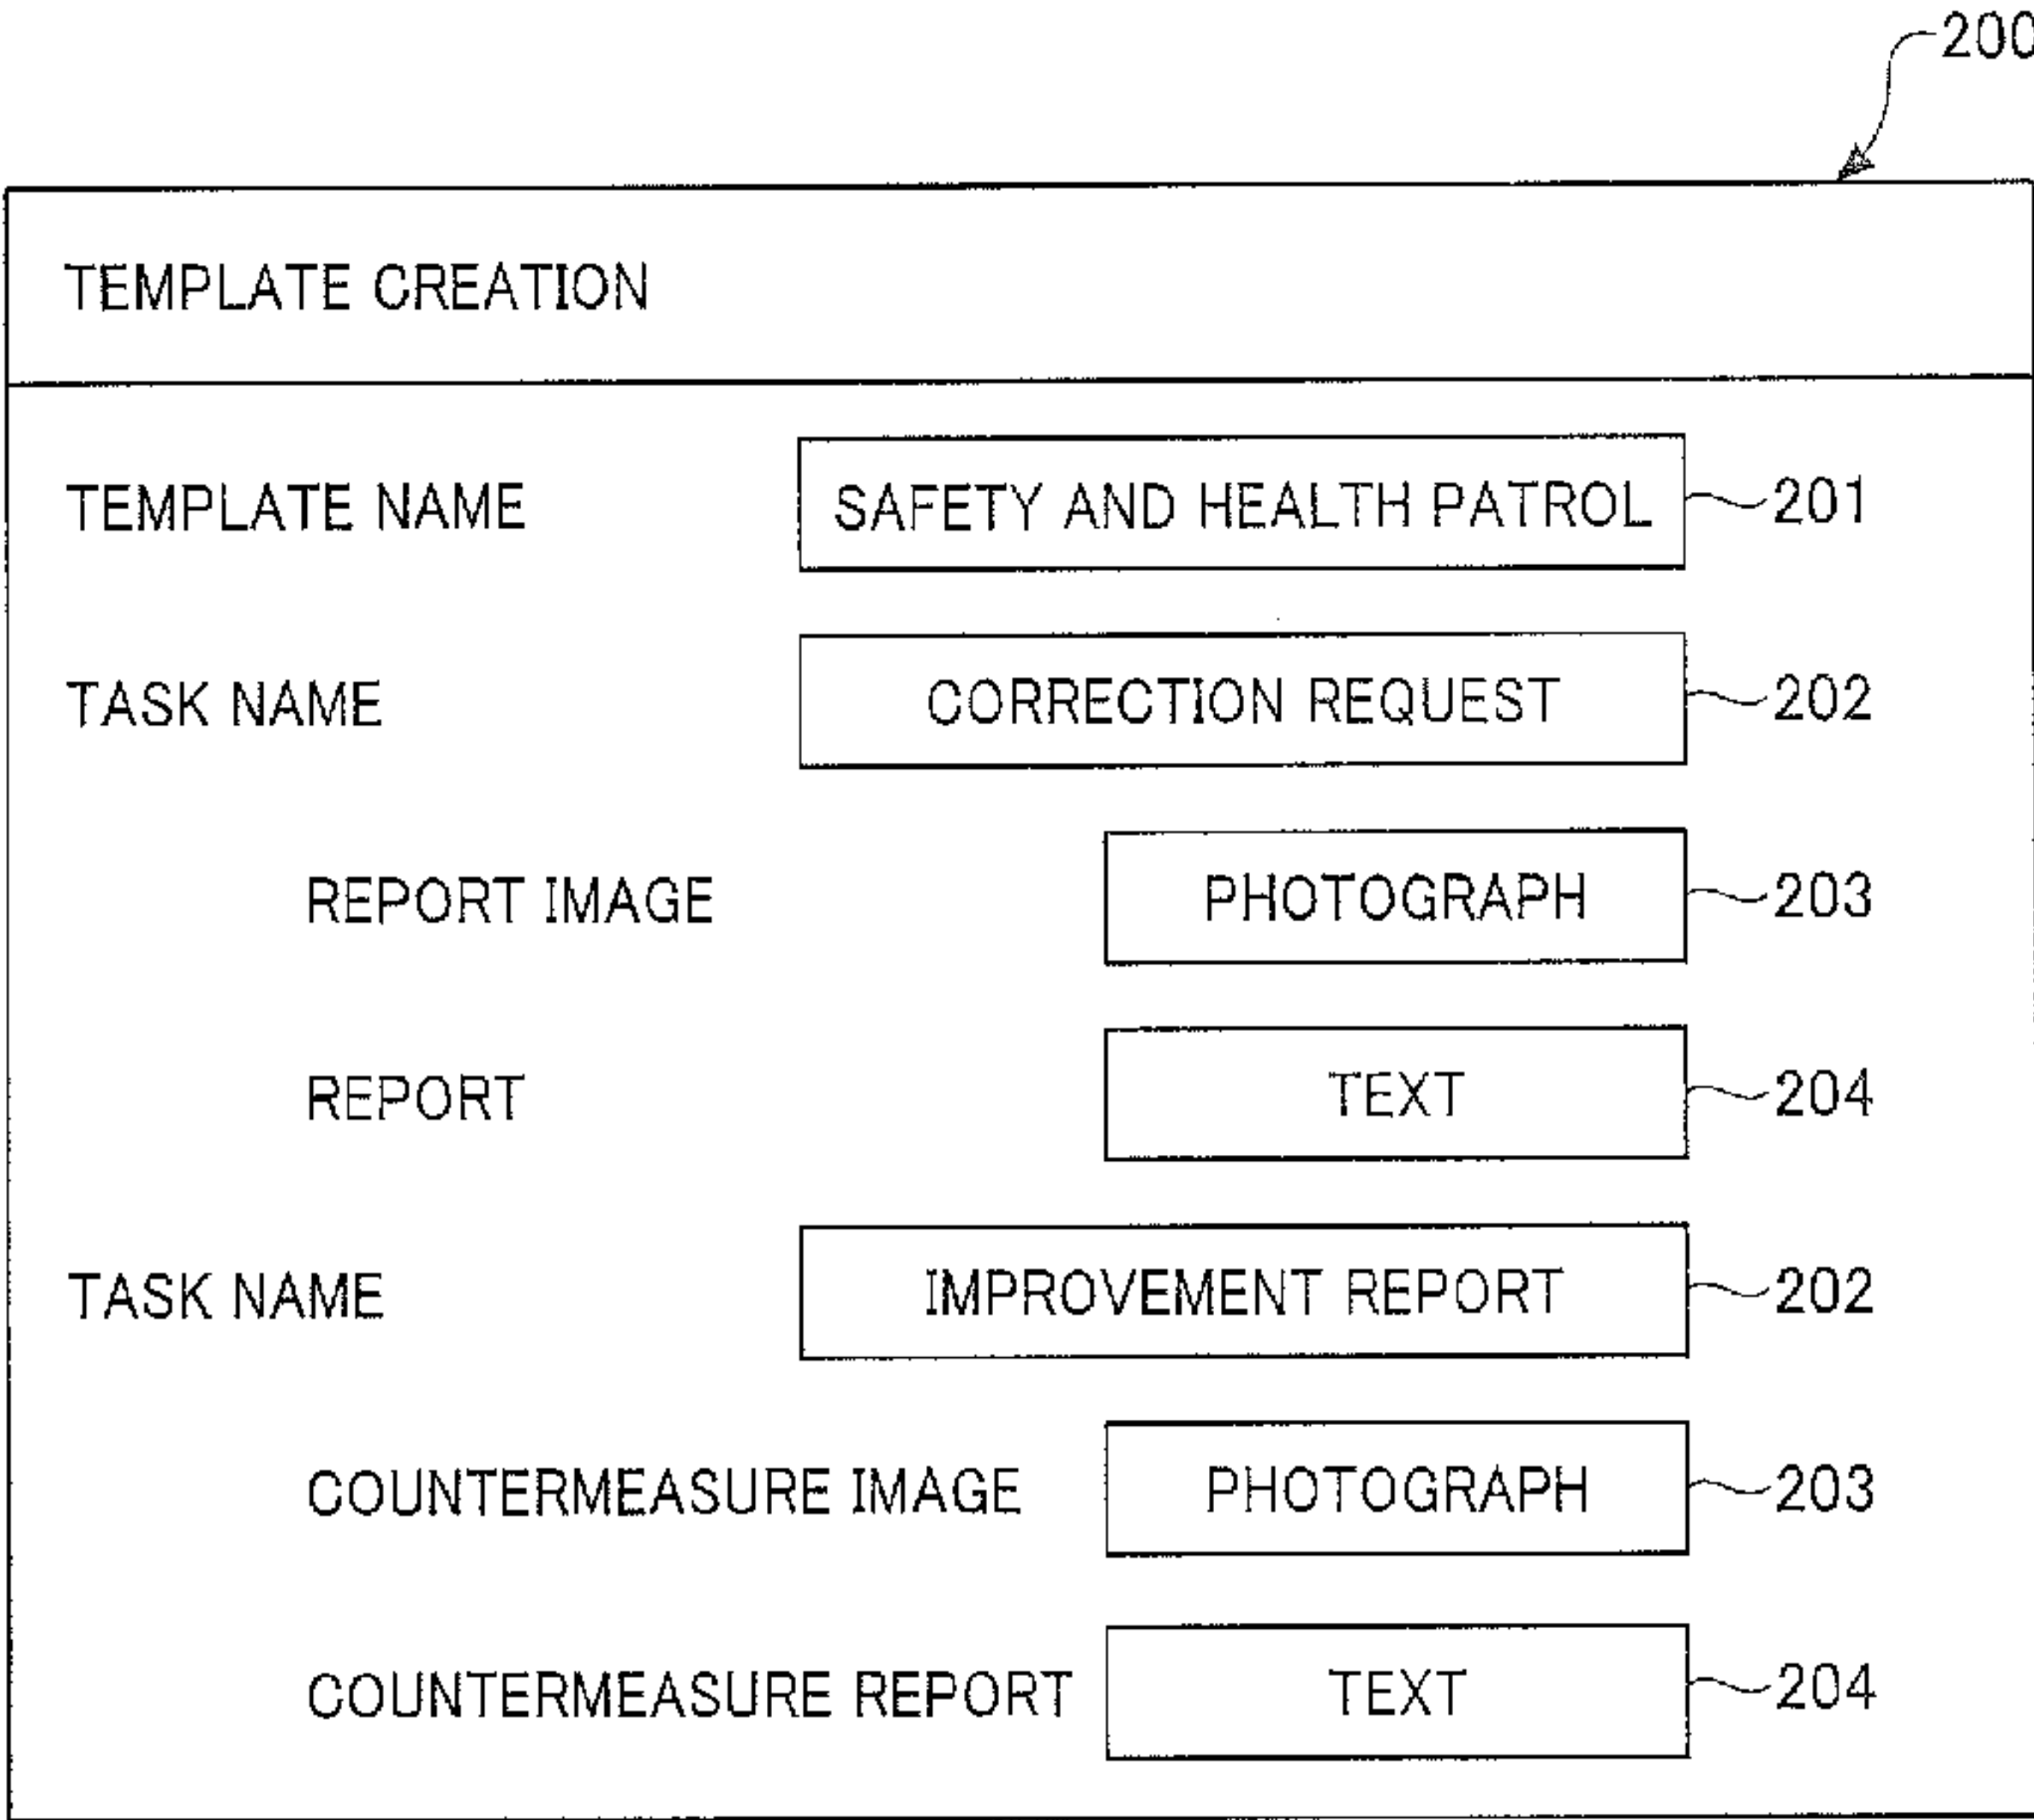 200
TEMPLATE CREATION
TEMPLATE NAME SAFETY AND HEALTH PATROL 201
TASK NAME CORRECTION REQUEST 202
REPORT IMAGE PHOTOGRAPH 203
REPORT TEXT 204
TASK NAME IMPROVEMENT REPORT 202
COUNTERMEASURE IMAGE PHOTOGRAPH 203
COUNTERMEASURE REPORT TEXT 204